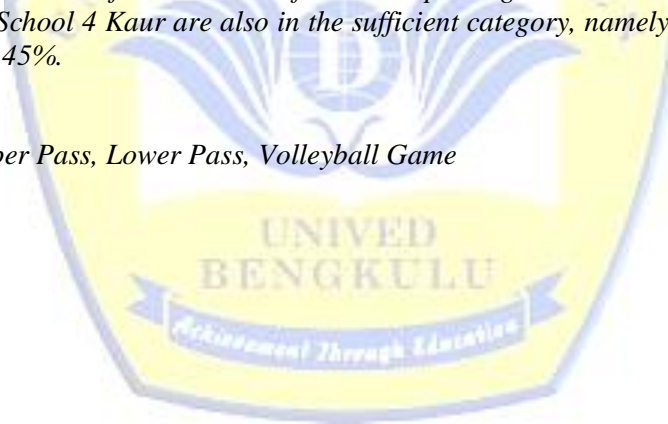 School 4 Kaur are also in the sufficient category, namely
45%.
per Pass, Lower Pass, Volleyball Game
UNIVED
BENGKULU
Achievement Through Education